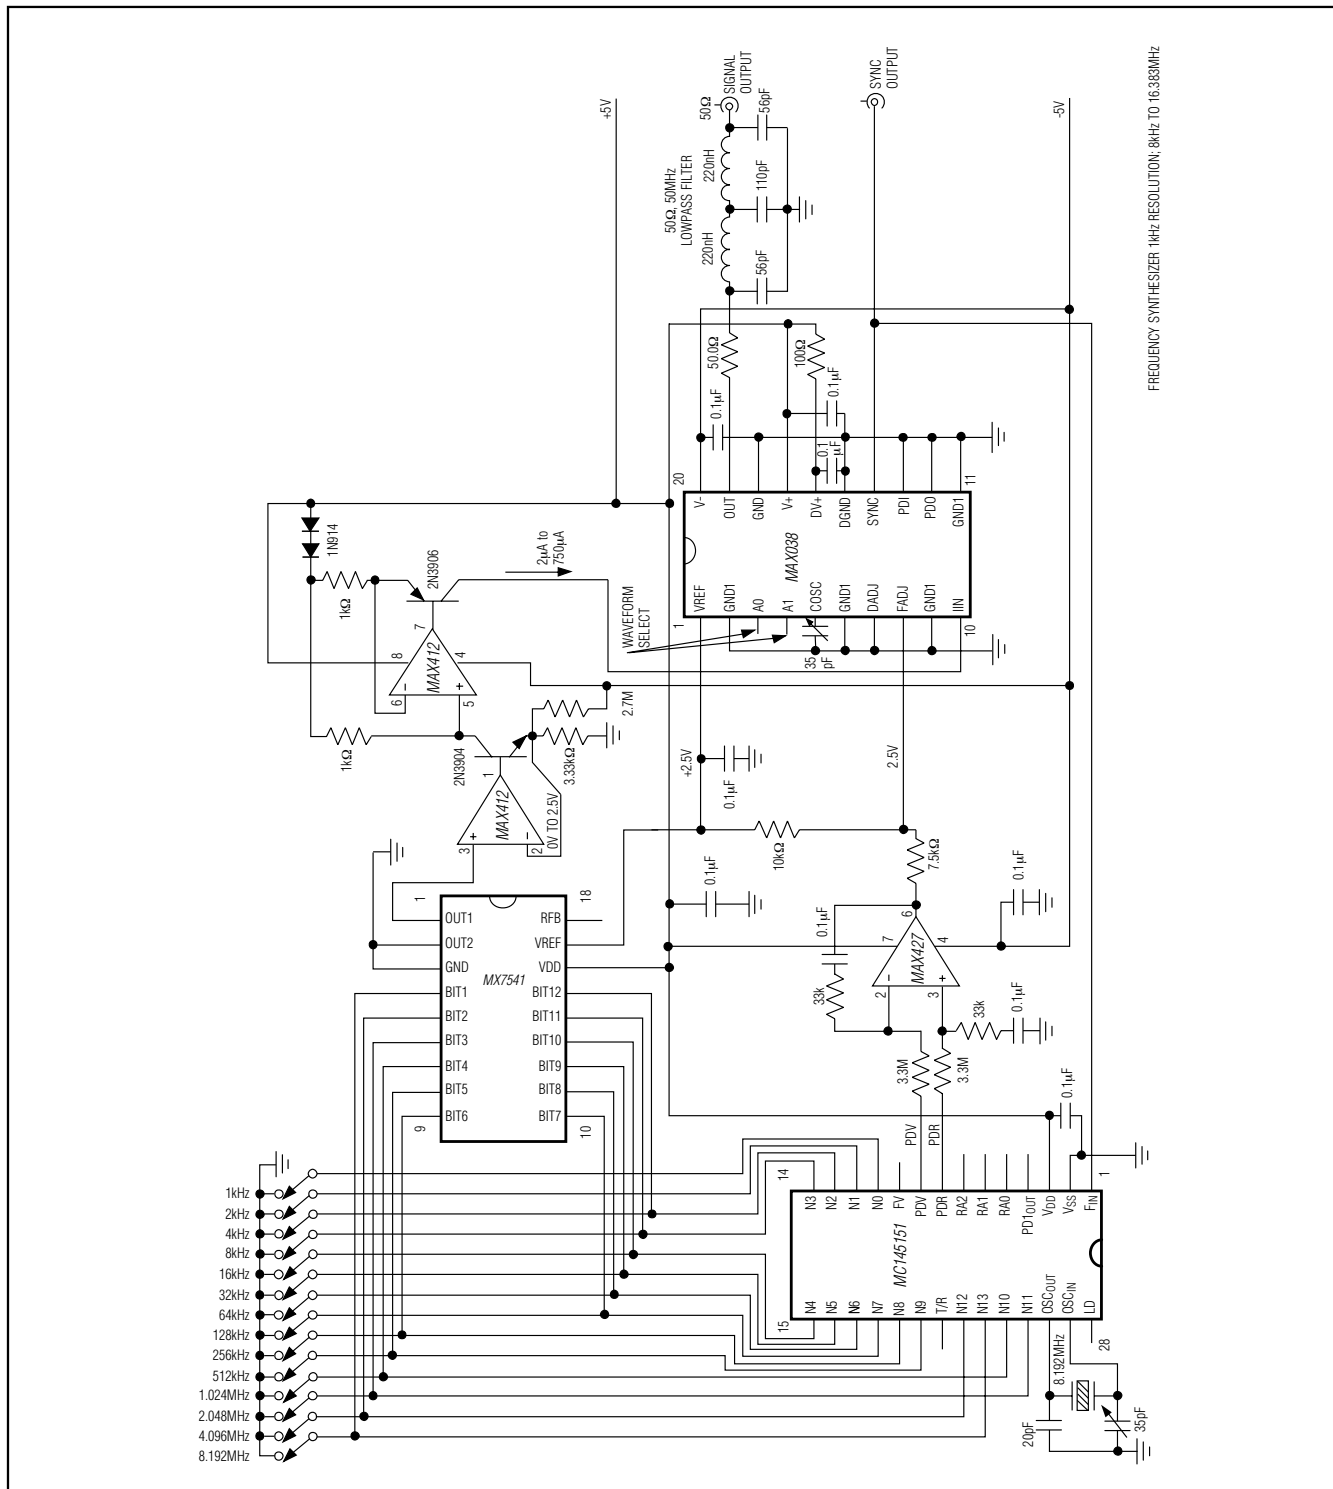 FREQUENCY SYNTHESIZER 1kHz RESOLUTION; 8kHz TO 16.383MHz
SIGNAL
OUTPUT
50Ω
SYNC
OUTPUT
+5V
-5V
50Ω, 50MHz
LOWPASS FILTER
220nH
220nH
56pF
110pF
56pF
50.0Ω
100Ω
0.1µF
0.1µF
0.1
µF
MAX038
20
V-
OUT
GND
V+
DV+
DGND
SYNC
PDI
PDO
GND1
11
1
VREF
GND1
A0
A1
COSC
GND1
DADJ
FADJ
GND1
IIN
10
WAVEFORM
SELECT
35
pF
1N914
1kΩ
2N3906
2µA to
750µA
8
7
MAX412
4
6
-
+
5
1kΩ
2N3904
2.7M
3.33kΩ
0V TO 2.5V
1
MAX412
3
+
-
2
+2.5V
0.1µF
2.5V
10kΩ
7.5kΩ
0.1µF
0.1µF
0.1µF
6
7
MAX427
4
2
-
+
3
33k
33k
0.1µF
3.3M
3.3M
PDV
PDR
0.1µF
1
OUT1
OUT2
GND
BIT1
BIT2
BIT3
BIT4
BIT5
BIT6
9
MX7541
18
RFB
VREF
VDD
BIT12
BIT11
BIT10
BIT9
BIT8
BIT7
10
1kHz
2kHz
4kHz
8kHz
16kHz
32kHz
64kHz
128kHz
256kHz
512kHz
1.024MHz
2.048MHz
4.096MHz
8.192MHz
14
N3
N2
N1
N0
FV
PDV
PDR
RA2
RA1
RA0
PD1OUT
VDD
VSS
FIN
1
MC145151
15
N4
N5
N6
N7
N8
N9
T/R
N12
N13
N10
N11
OSCOUT
OSCIN
LD
28
8.192MHz
20pF
35pF